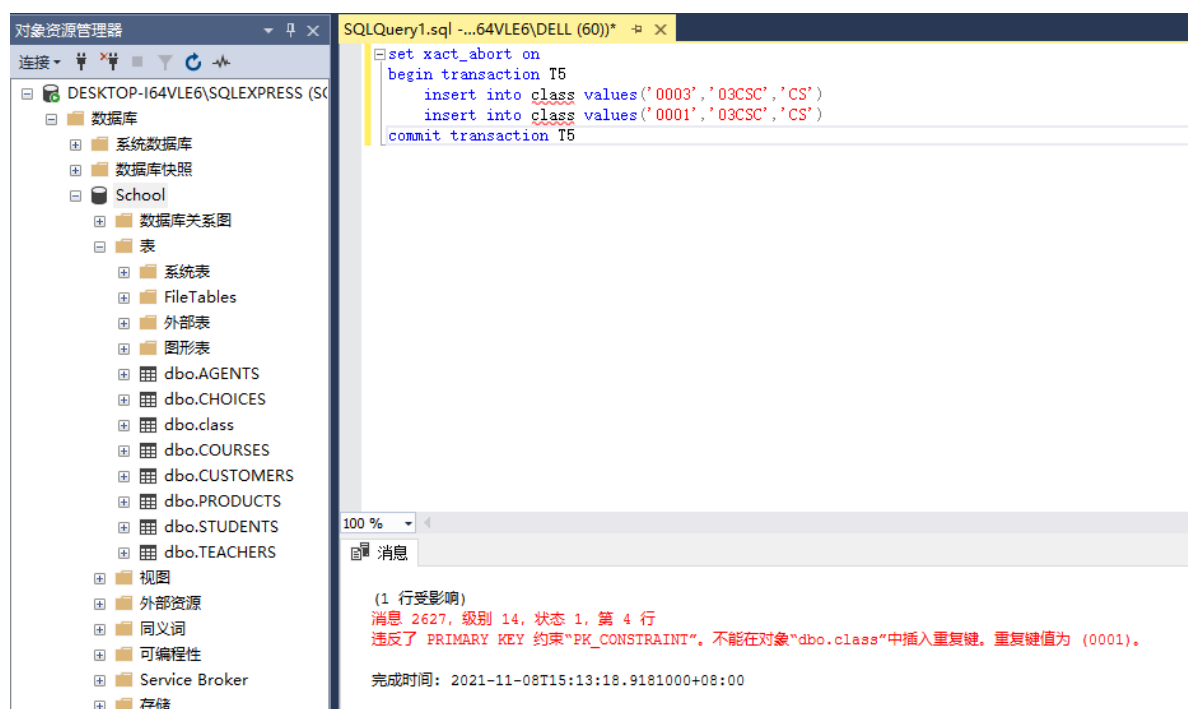 对象资源管理器
连接
DESKTOP-I64VLE6\SQLEXPRESS (SQ
数据库
系统数据库
数据库快照
School
数据库关系图
表
系统表
FileTables
外部表
图形表
dbo.AGENTS
dbo.CHOICES
dbo.class
dbo.COURSES
dbo.CUSTOMERS
dbo.PRODUCTS
dbo.STUDENTS
dbo.TEACHERS
视图
外部资源
同义词
可编程性
Service Broker
存储
SQLQuery1.sql -...64VLE6\DELL (60))*
set xact_abort on
begin transaction T5
insert into class values('0003','03CSC','CS')
insert into class values('0001','03CSC','CS')
commit transaction T5
100 %
消息
(1 行受影响)
消息 2627, 级别 14, 状态 1, 第 4 行
违反了 PRIMARY KEY 约束“PK_CONSTRAINT”。不能在对象“dbo.class”中插入重复键。重复键值为 (0001)。
完成时间: 2021-11-08T15:13:18.9181000+08:00